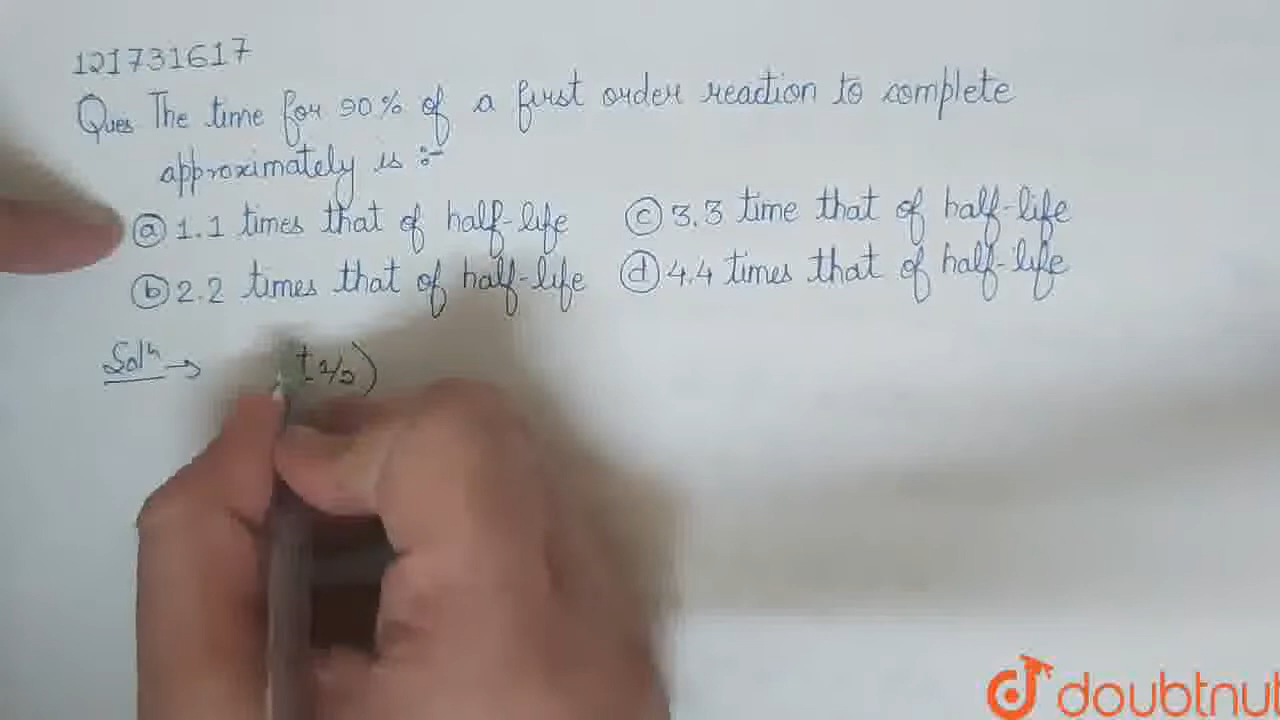 121731617
Ques The time for 90% of a first order reaction to complete
approximately is :-
(a) 1.1 times that of half-life (c) 3.3 time that of half-life
(b) 2.2 times that of half-life (d) 4.4 times that of half-life
Solⁿ → (t 1/2)
doubtnut